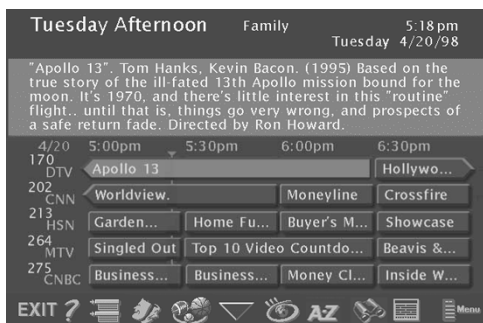 Tuesday Afternoon Family 5:18 pm
Tuesday 4/20/98
"Apollo 13". Tom Hanks, Kevin Bacon. (1995) Based on the
true story of the ill-fated 13th Apollo mission bound for the
moon. It's 1970, and there's little interest in this "routine"
flight.. until that is, things go very wrong, and prospects of
a safe return fade. Directed by Ron Howard.
4/20 5:00pm 5:30pm 6:00pm 6:30pm
170 DTV Apollo 13 Hollywo...
202 CNN Worldview. Moneyline Crossfire
213 HSN Garden... Home Fu... Buyer's M... Showcase
264 MTV Singled Out Top 10 Video Countdo... Beavis &...
275 CNBC Business... Business... Money Cl... Inside W...
EXIT ? A-Z Menu